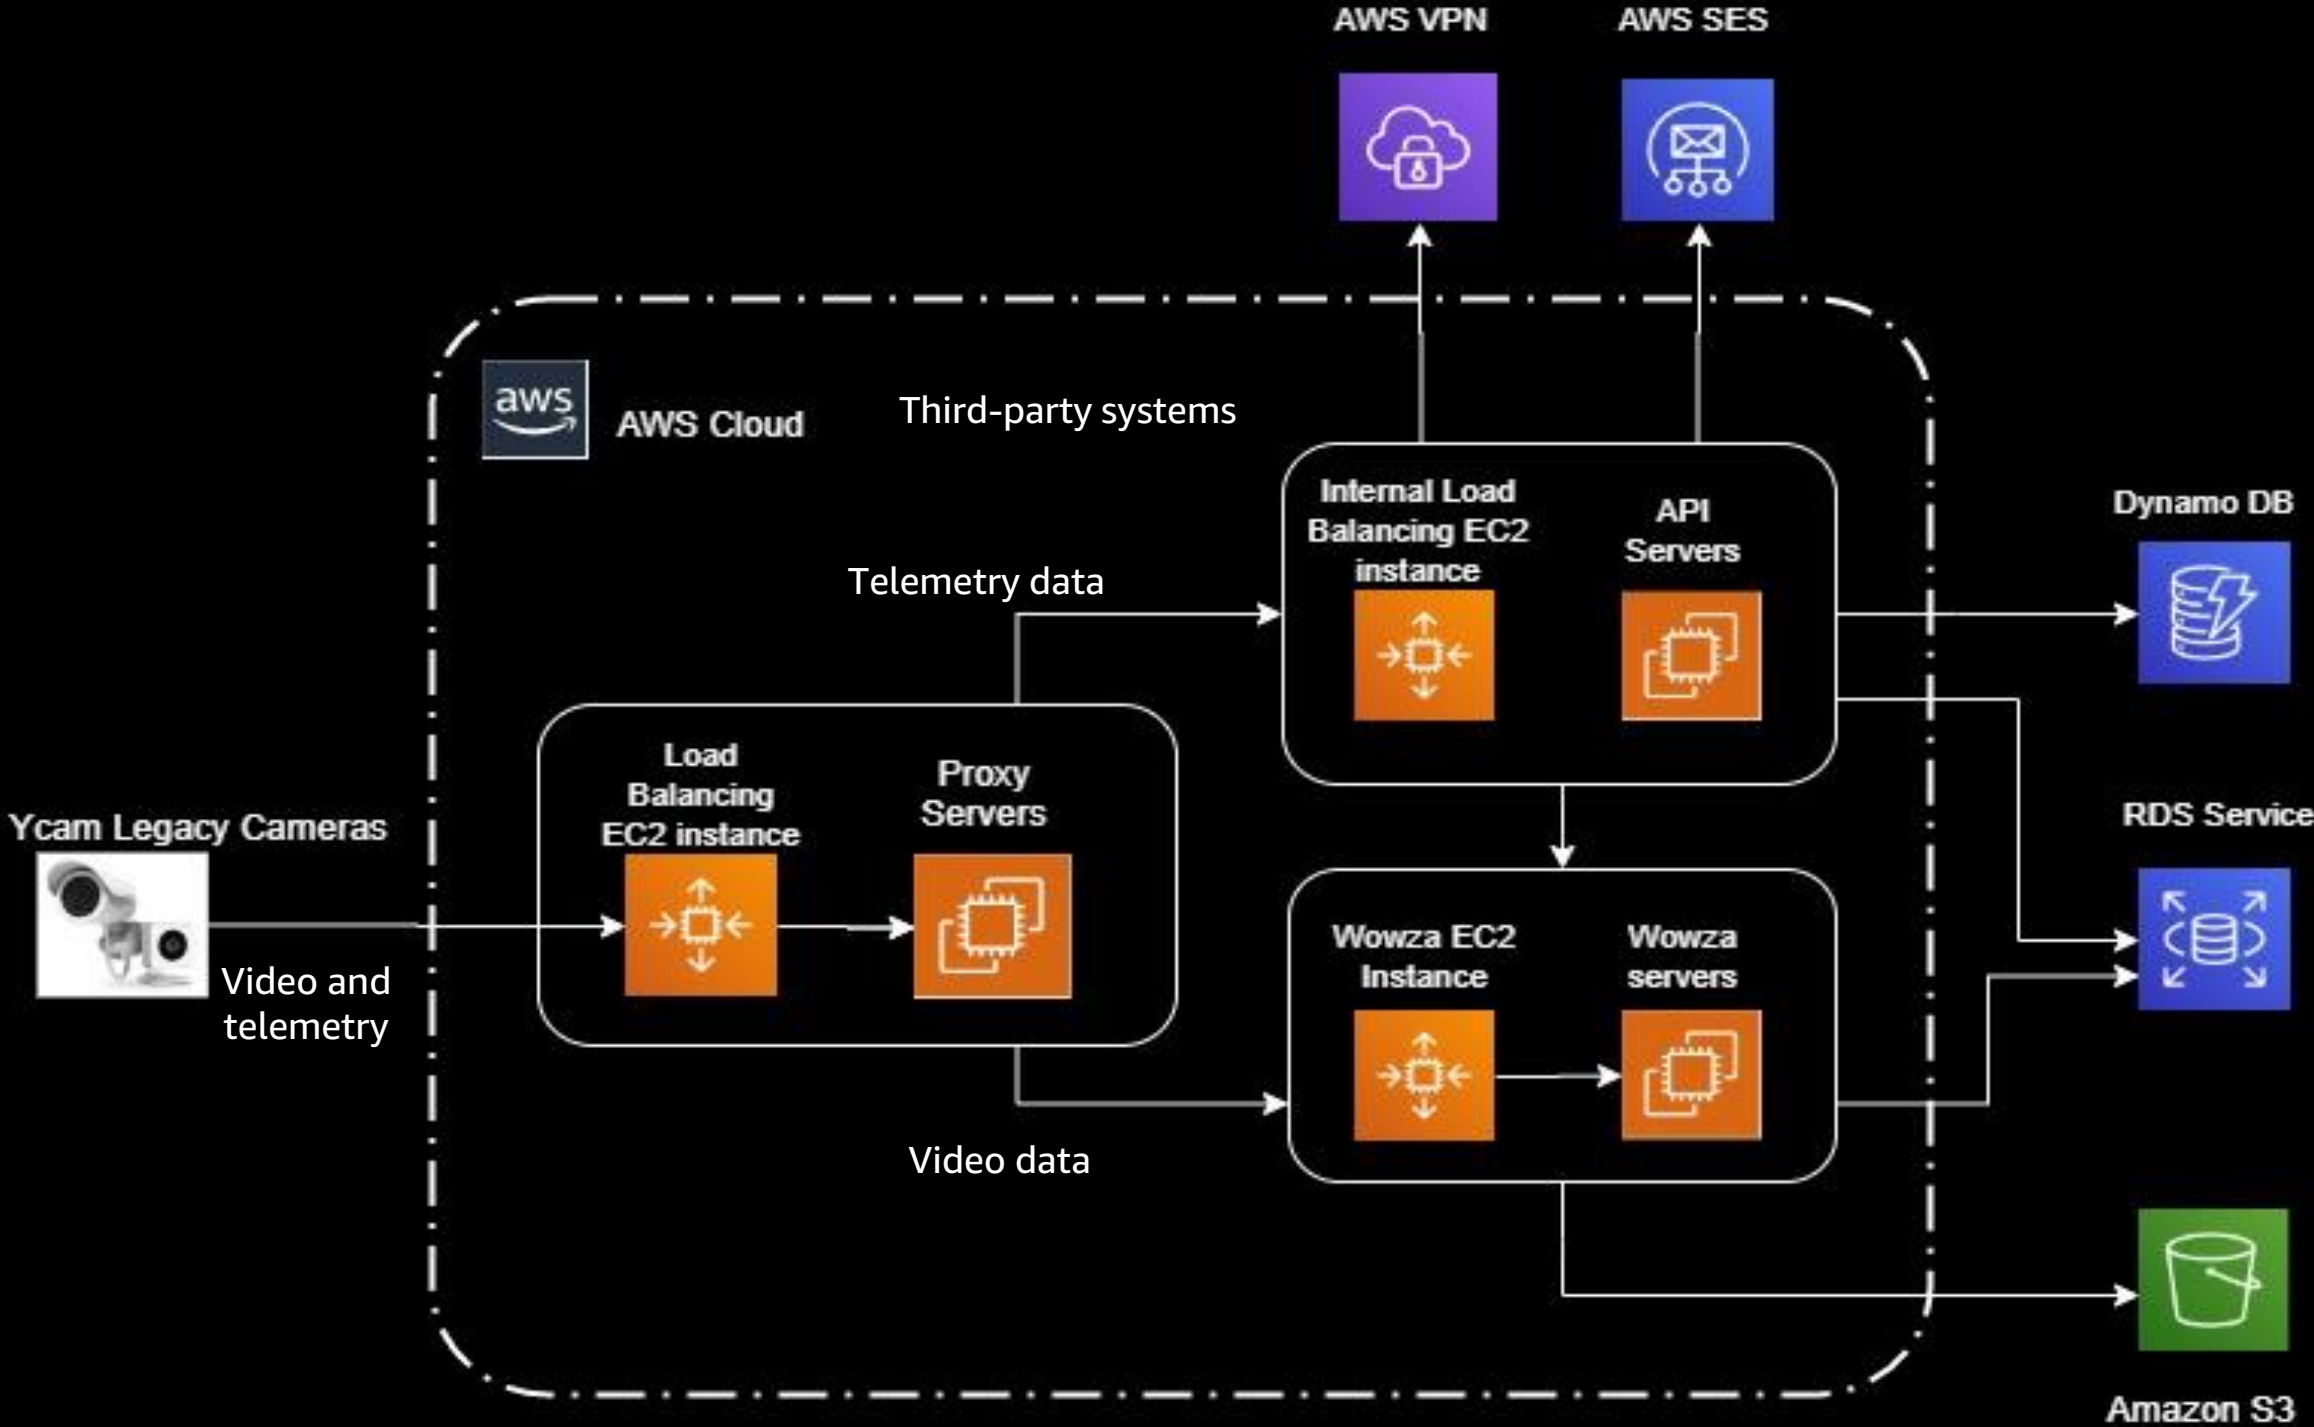 AWS VPN
AWS SES
aws
AWS Cloud
Third-party systems
Internal Load
Balancing EC2
instance
API
Servers
Dynamo DB
Telemetry data
Load
Balancing
EC2 instance
Proxy
Servers
Ycam Legacy Cameras
RDS Service
Video and
telemetry
Wowza EC2
Instance
Wowza
servers
Video data
Amazon S3